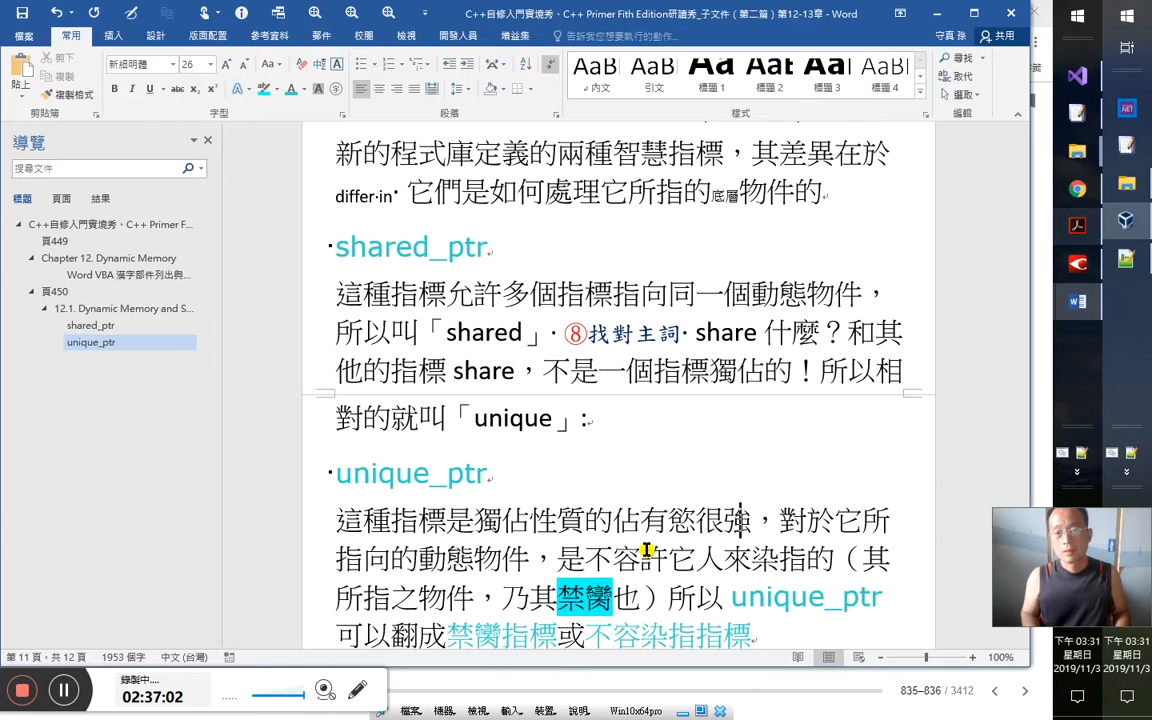 C++自修入門實境秀、C++ Primer Fith Edition研讀秀_子文件（第二篇）第12-13章 - Word
檔案
常用
插入
設計
版面配置
參考資料
郵件
校閱
檢視
開發人員
增益集
告訴我您想要執行的動作...
守真 孫
共用
貼上
剪下
複製
複製格式
剪貼簿
新細明體
26
字型
段落
AaB
內文
AaB
引文
Aa
標題 1
AaE
標題 2
Aa
標題 3
AaB
標題 4
樣式
尋找
取代
選取
編輯
導覽
搜尋文件
標題
頁面
結果
C++自修入門實境秀、C++ Primer F...
頁449
Chapter 12. Dynamic Memory
Word VBA 漢字部件列出與...
頁450
12.1. Dynamic Memory and S...
shared_ptr
unique_ptr
新的程式庫定義的兩種智慧指標，其差異在於
differ·in· 它們是如何處理它所指的底層物件的
shared_ptr
這種指標允許多個指標指向同一個動態物件，
所以叫「shared」· ⑧找對主詞· share 什麼？和其
他的指標 share，不是一個指標獨佔的！所以相
對的就叫「unique」:
unique_ptr
這種指標是獨佔性質的佔有慾很強，對於它所
指向的動態物件，是不容許它人來染指的（其
所指之物件，乃其禁臠也）所以 unique_ptr
可以翻成禁臠指標或不容染指指標
第 11 頁，共 12 頁
1953 個字
中文 (台灣)
100%
錄製中...
02:37:02
835–836 / 3412
檔案,
機器,
檢視,
輸入,
裝置,
說明,
Win10x64pro
下午 03:31
星期日
2019/11/3
下午 03:31
星期日
2019/11/3